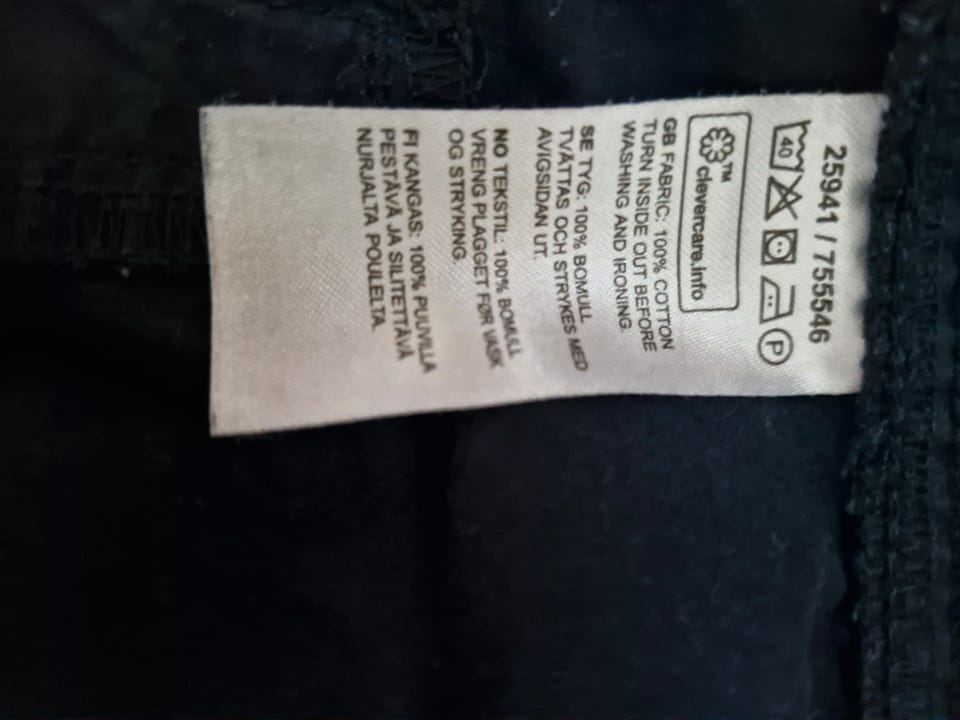 25941 / 755546
40 P
clevercare.info™
GB FABRIC: 100% COTTON
TURN INSIDE OUT BEFORE
WASHING AND IRONING.
SE TYG: 100% BOMULL
TVÄTTAS OCH STRYKES MED
AVIGSIDAN UT.
NO TEKSTIL: 100% BOMULL
VRENG PLAGGET FØR VASK
OG STRYKING.
FI KANGAS: 100% PUUVILLA
PESTÄVÄ JA SILITETTÄVÄ
NURJALTA POULELTA.